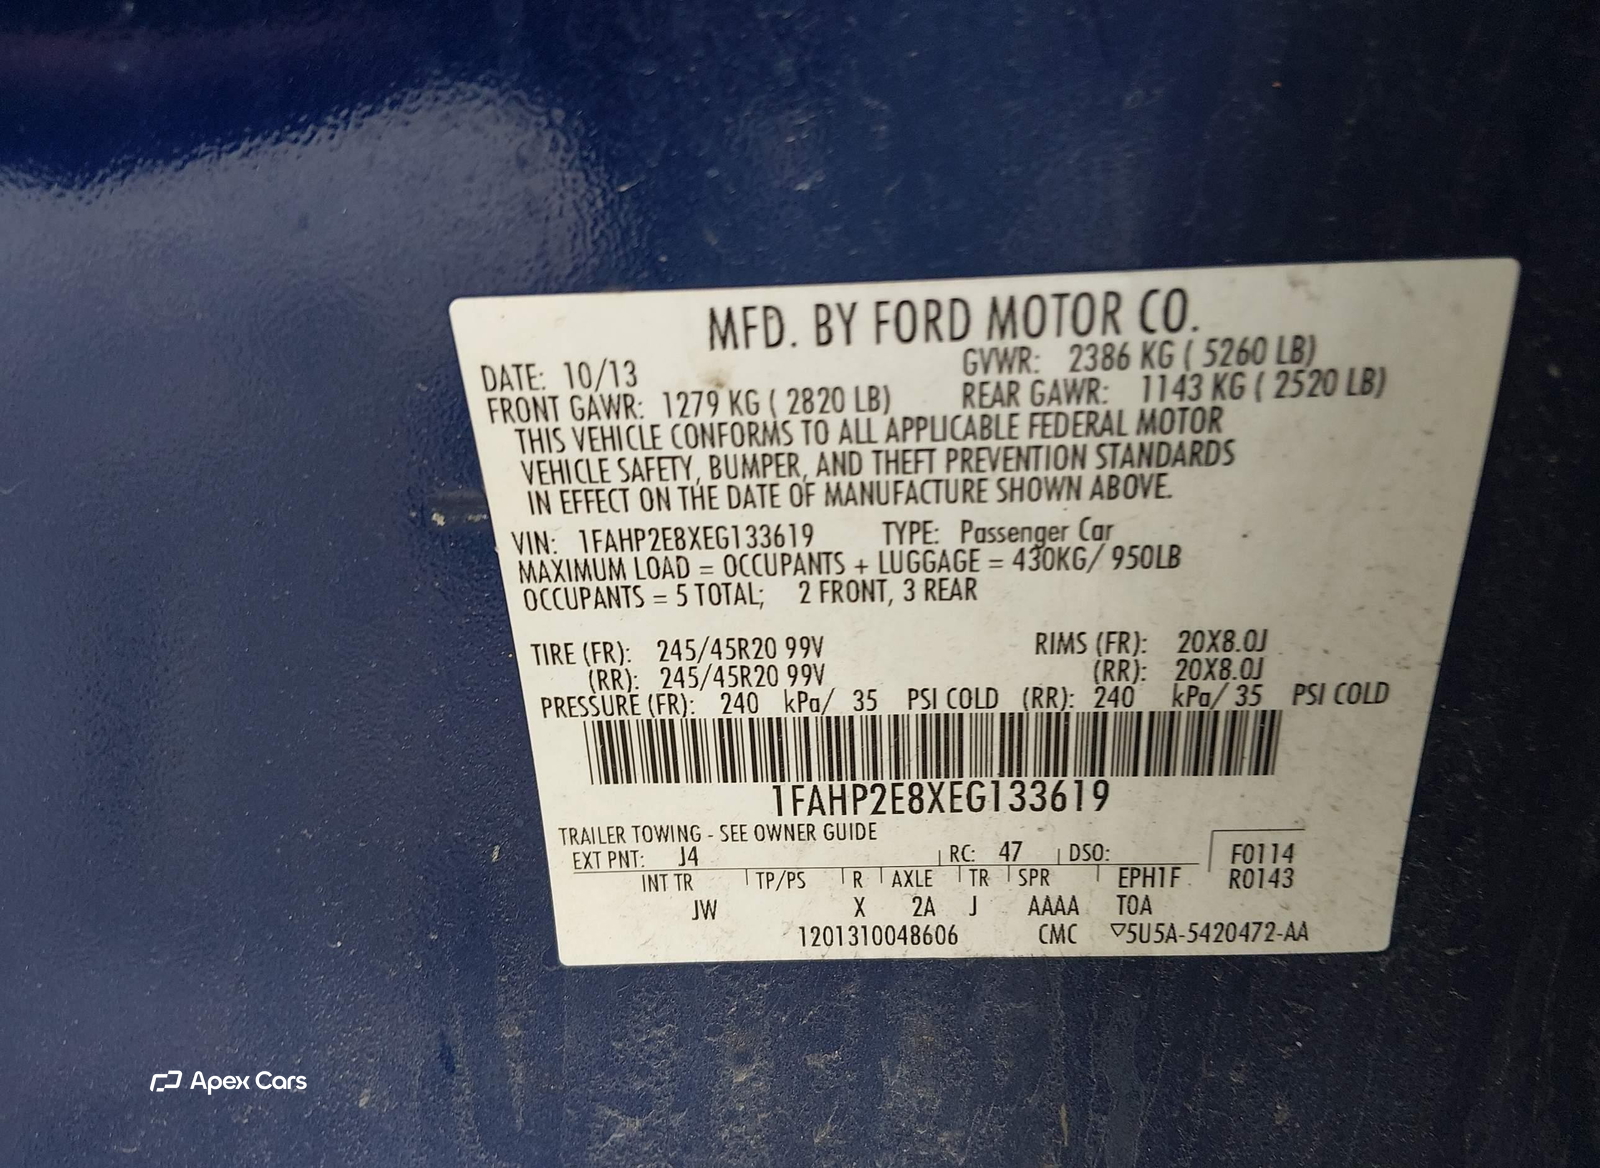 MFD. BY FORD MOTOR CO.
DATE: 10/13 GVWR: 2386 KG ( 5260 LB)
FRONT GAWR: 1279 KG ( 2820 LB) REAR GAWR: 1143 KG ( 2520 LB)
THIS VEHICLE CONFORMS TO ALL APPLICABLE FEDERAL MOTOR
VEHICLE SAFETY, BUMPER, AND THEFT PREVENTION STANDARDS
IN EFFECT ON THE DATE OF MANUFACTURE SHOWN ABOVE.
VIN: 1FAHP2E8XEG133619 TYPE: Passenger Car
MAXIMUM LOAD = OCCUPANTS + LUGGAGE = 430KG/ 950LB
OCCUPANTS = 5 TOTAL; 2 FRONT, 3 REAR
TIRE (FR): 245/45R20 99V RIMS (FR): 20X8.0J
(RR): 245/45R20 99V (RR): 20X8.0J
PRESSURE (FR): 240 kPa/ 35 PSI COLD (RR): 240 kPa/ 35 PSI COLD
1FAHP2E8XEG133619
TRAILER TOWING - SEE OWNER GUIDE
EXT PNT: J4 RC: 47 DSO: F0114
INT TR TP/PS R AXLE TR SPR EPH1F R0143
JW X 2A J AAAA T0A
1201310048606 CMC ▽5U5A-5420472-AA
Apex Cars